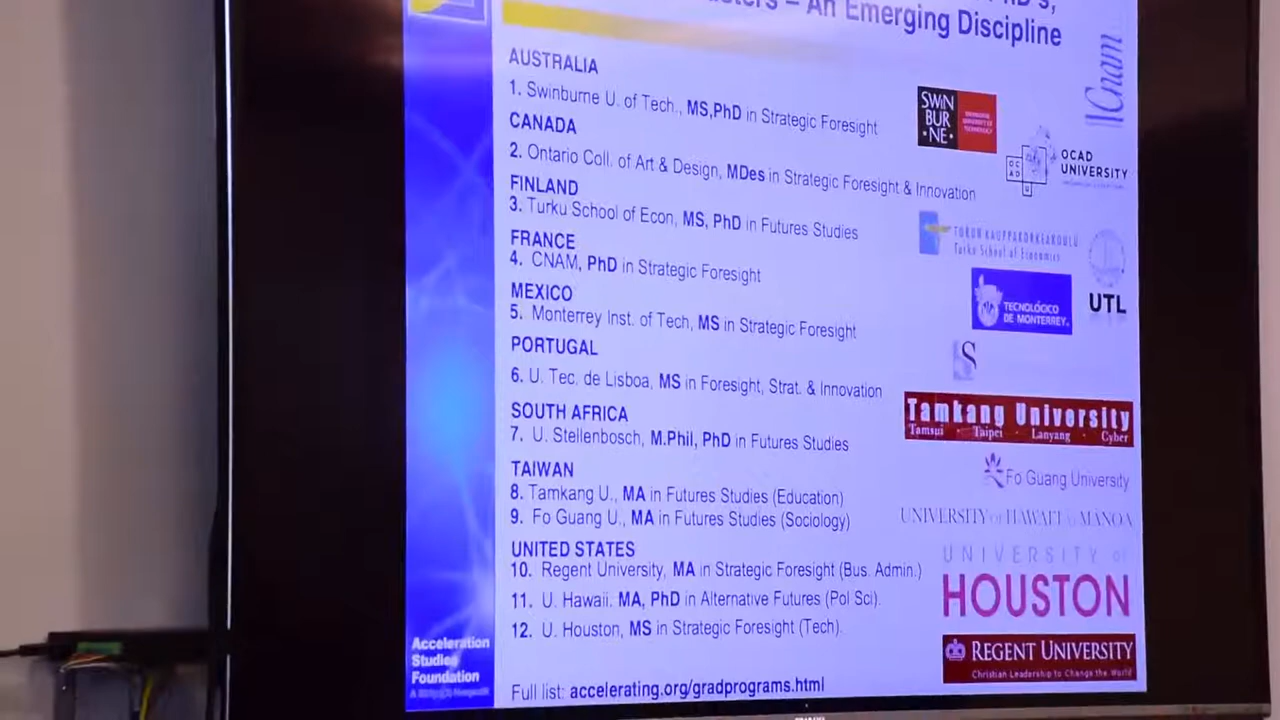 – An Emerging Discipline
AUSTRALIA
1. Swinburne U. of Tech., MS,PhD in Strategic Foresight
CANADA
2. Ontario Coll. of Art & Design, MDes in Strategic Foresight & Innovation
FINLAND
3. Turku School of Econ, MS, PhD in Futures Studies
FRANCE
4. CNAM, PhD in Strategic Foresight
MEXICO
5. Monterrey Inst. of Tech, MS in Strategic Foresight
PORTUGAL
6. U. Tec. de Lisboa, MS in Foresight, Strat. & Innovation
SOUTH AFRICA
7. U. Stellenbosch, M.Phil, PhD in Futures Studies
TAIWAN
8. Tamkang U., MA in Futures Studies (Education)
9. Fo Guang U., MA in Futures Studies (Sociology)
UNITED STATES
10. Regent University, MA in Strategic Foresight (Bus. Admin.)
11. U. Hawaii. MA, PhD in Alternative Futures (Pol Sci).
12. U. Houston, MS in Strategic Foresight (Tech).
Full list: accelerating.org/gradprograms.html
Acceleration
Studies
Foundation
Cnam
SWIN
BUR
•NE•
OCAD
UNIVERSITY
TURUN KAUPPAKORKEAKOULU
Turku School of Economics
UTL
TECNOLÓGICO
DE MONTERREY.
S
Tamkang University
Tamsui · Taipei · Lanyang · Cyber
Fo Guang University
UNIVERSITY of HAWAI'I at MĀNOA
UNIVERSITY of
HOUSTON
REGENT UNIVERSITY
Christian Leadership to Change the World